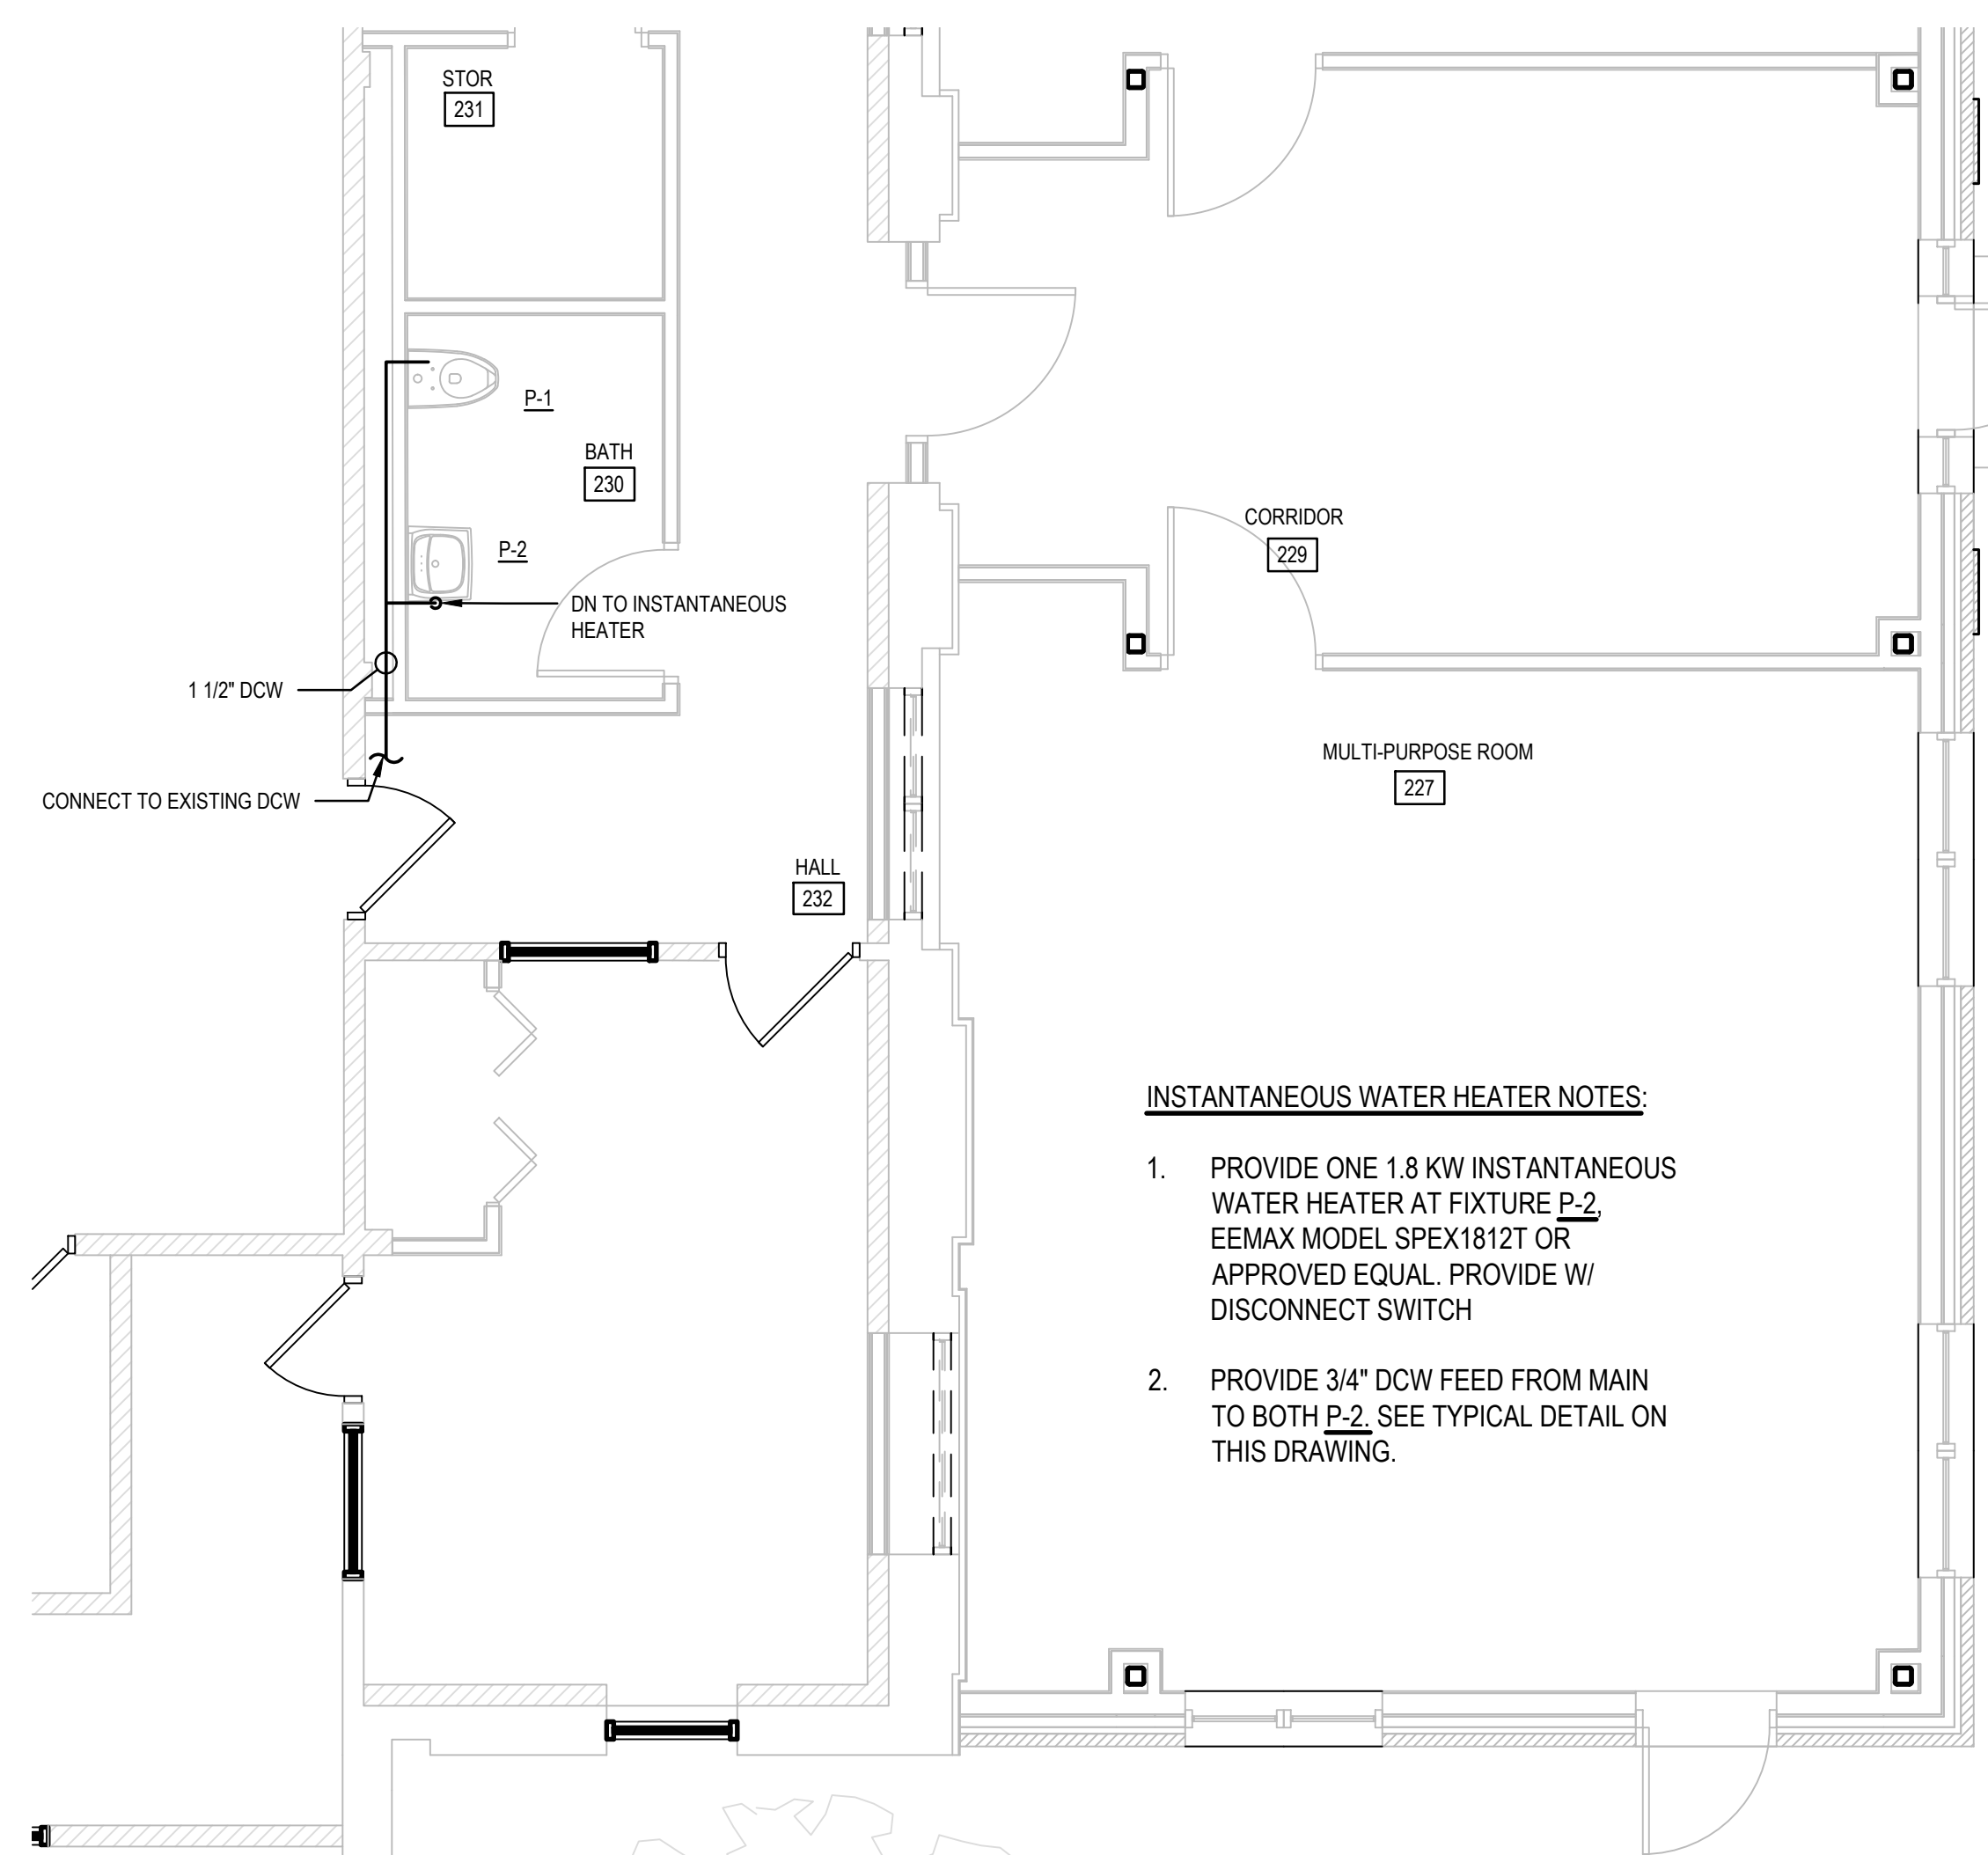 STOR
231
P-1
BATH
230
P-2
CORRIDOR
229
DN TO INSTANTANEOUS
HEATER
1 1/2" DCW
CONNECT TO EXISTING DCW
MULTI-PURPOSE ROOM
227
HALL
232
INSTANTANEOUS WATER HEATER NOTES:
1. PROVIDE ONE 1.8 KW INSTANTANEOUS
WATER HEATER AT FIXTURE P-2,
EEMAX MODEL SPEX1812T OR
APPROVED EQUAL. PROVIDE W/
DISCONNECT SWITCH
2. PROVIDE 3/4" DCW FEED FROM MAIN
TO BOTH P-2. SEE TYPICAL DETAIL ON
THIS DRAWING.